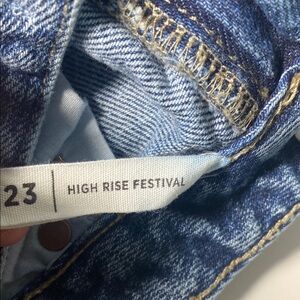 23 | HIGH RISE FESTIVAL